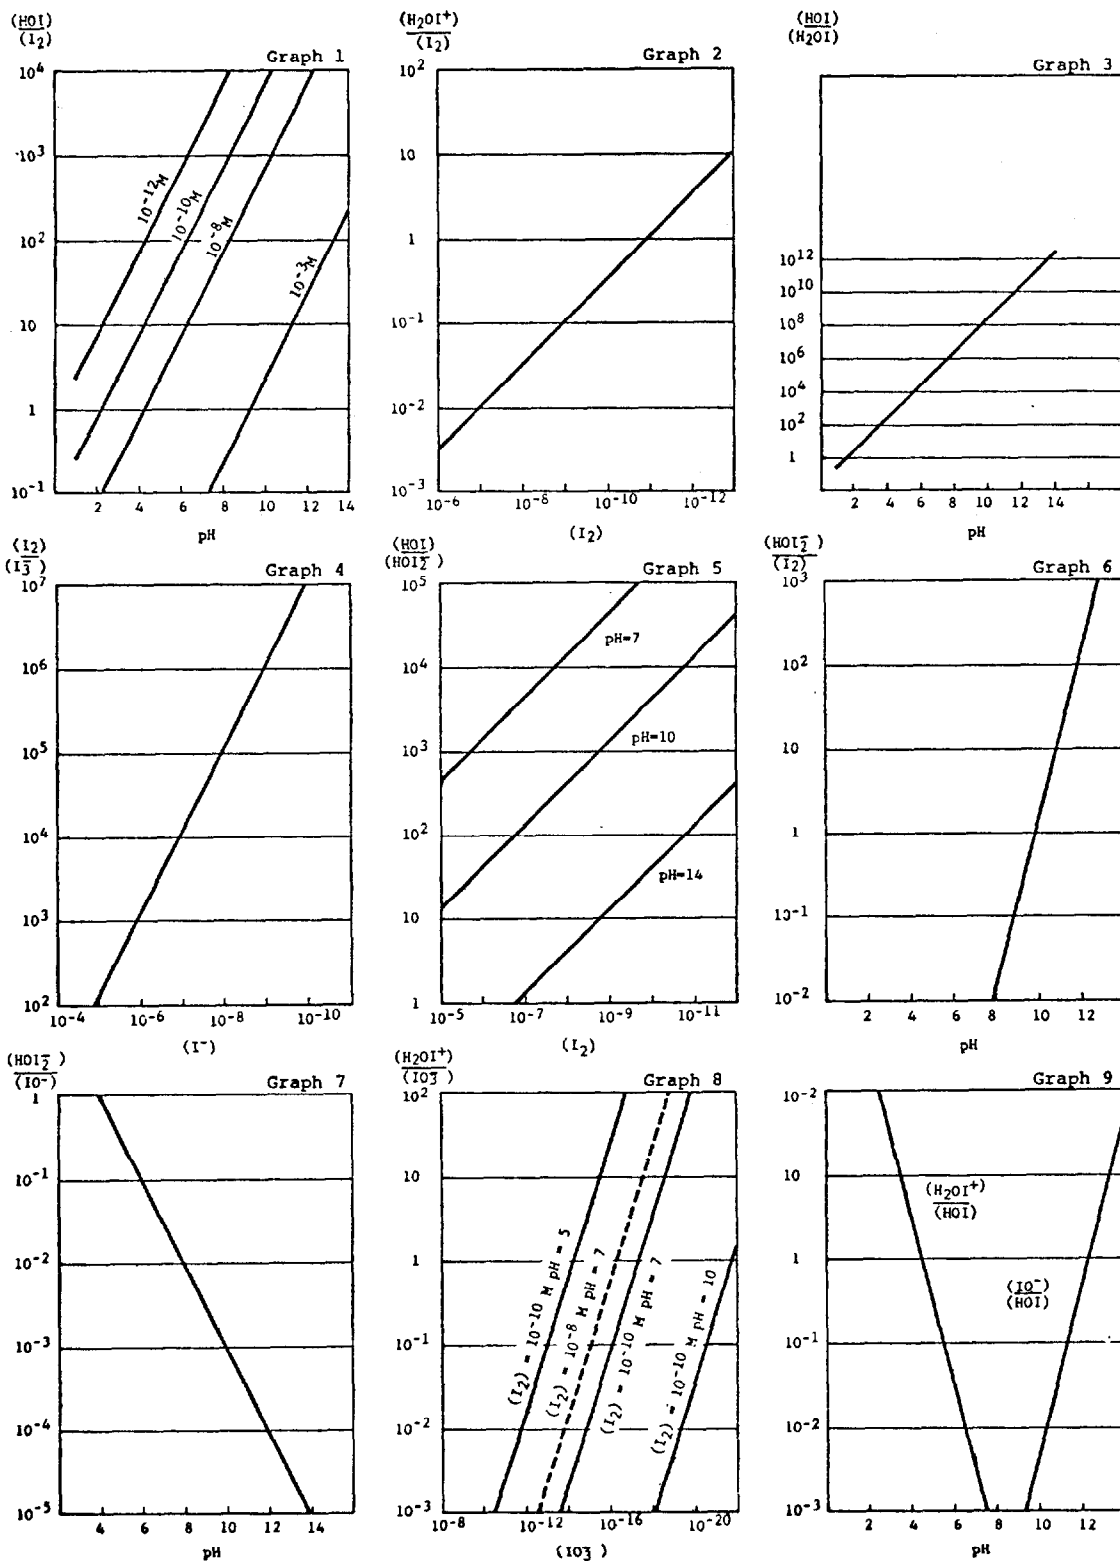 (HOI)
(I2)
Graph 1
10^4
10^3
10^2
10
1
10^-1
10^-12M
10^-10M
10^-8M
10^-3M
2 4 6 8 10 12 14
pH
(H2OI+)
(I2)
Graph 2
10^2
10
1
10^-1
10^-2
10^-3
10^-6 10^-8 10^-10 10^-12
(I2)
(HOI)
(H2OI)
Graph 3
10^12
10^10
10^8
10^6
10^4
10^2
1
2 4 6 8 10 12 14
pH
(I2)
(I3^-)
Graph 4
10^7
10^6
10^5
10^4
10^3
10^2
10^-4 10^-6 10^-8 10^-10
(I^-)
(HOI)
(HOI2^-)
Graph 5
10^5
10^4
10^3
10^2
10
1
pH=7
pH=10
pH=14
10^-5 10^-7 10^-9 10^-11
(I2)
(HOI2^-)
(I2)
Graph 6
10^3
10^2
10
1
10^-1
10^-2
2 4 6 8 10 12
pH
(HOI2^-)
(IO^-)
Graph 7
1
10^-1
10^-2
10^-3
10^-4
10^-5
4 6 8 10 12 14
pH
(H2OI+)
(IO3^-)
Graph 8
10^2
10
1
10^-1
10^-2
10^-3
(I2) = 10^-10 M pH = 5
(I2) = 10^-8 M pH = 7
(I2) = 10^-10 M pH = 7
(I2) = 10^-10 M pH = 10
10^-8 10^-12 10^-16 10^-20
(IO3^-)
Graph 9
10^-2
10
1
10^-1
10^-2
10^-3
(H2OI+)
(HOI)
(IO^-)
(HOI)
2 4 6 8 10 12
pH